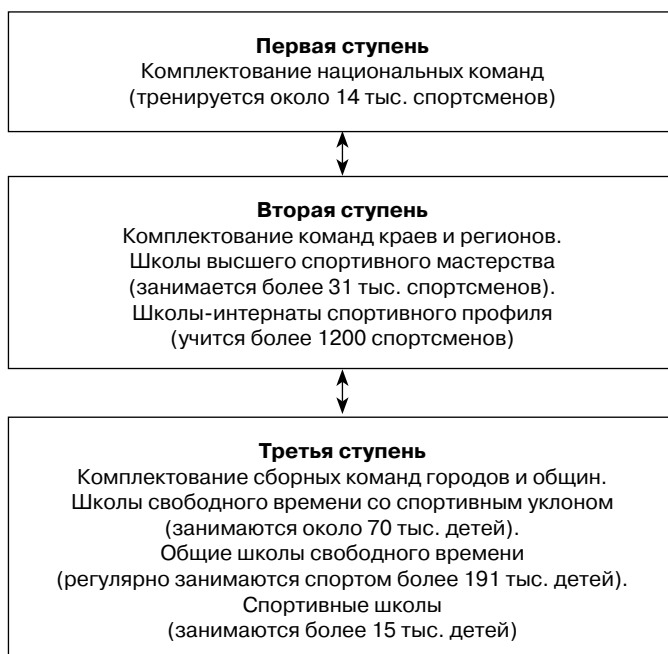 Первая ступень
Комплектование национальных команд
(тренируется около 14 тыс. спортсменов)
Вторая ступень
Комплектование команд краев и регионов.
Школы высшего спортивного мастерства
(занимается более 31 тыс. спортсменов).
Школы-интернаты спортивного профиля
(учится более 1200 спортсменов)
Третья ступень
Комплектование сборных команд городов и общин.
Школы свободного времени со спортивным уклоном
(занимаются около 70 тыс. детей).
Общие школы свободного времени
(регулярно занимаются спортом более 191 тыс. детей).
Спортивные школы
(занимаются более 15 тыс. детей)